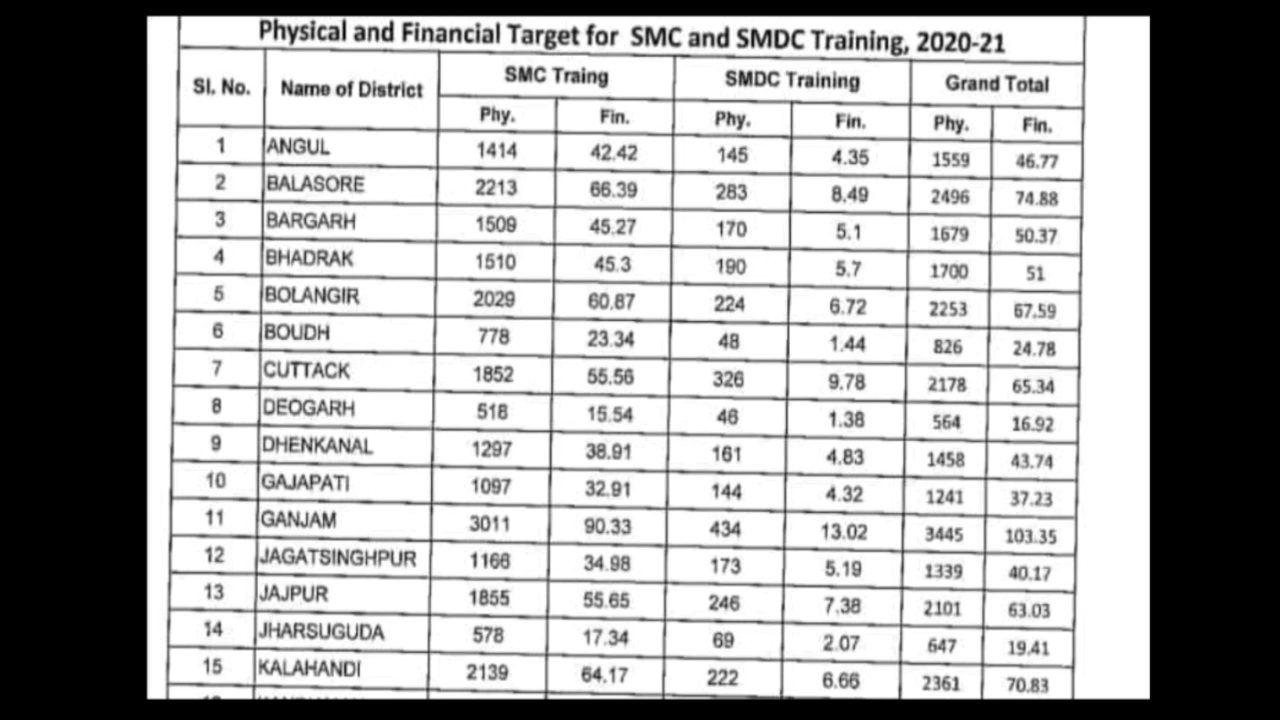 Physical and Financial Target for SMC and SMDC Training, 2020-21
Sl. No. Name of District SMC Traing SMDC Training Grand Total
Phy. Fin. Phy. Fin. Phy. Fin.
1 ANGUL 1414 42.42 145 4.35 1559 46.77
2 BALASORE 2213 66.39 283 8.49 2496 74.88
3 BARGARH 1509 45.27 170 5.1 1679 50.37
4 BHADRAK 1510 45.3 190 5.7 1700 51
5 BOLANGIR 2029 60.87 224 6.72 2253 67.59
6 BOUDH 778 23.34 48 1.44 826 24.78
7 CUTTACK 1852 55.56 326 9.78 2178 65.34
8 DEOGARH 518 15.54 46 1.38 564 16.92
9 DHENKANAL 1297 38.91 161 4.83 1458 43.74
10 GAJAPATI 1097 32.91 144 4.32 1241 37.23
11 GANJAM 3011 90.33 434 13.02 3445 103.35
12 JAGATSINGHPUR 1166 34.98 173 5.19 1339 40.17
13 JAJPUR 1855 55.65 246 7.38 2101 63.03
14 JHARSUGUDA 578 17.34 69 2.07 647 19.41
15 KALAHANDI 2139 64.17 222 6.66 2361 70.83